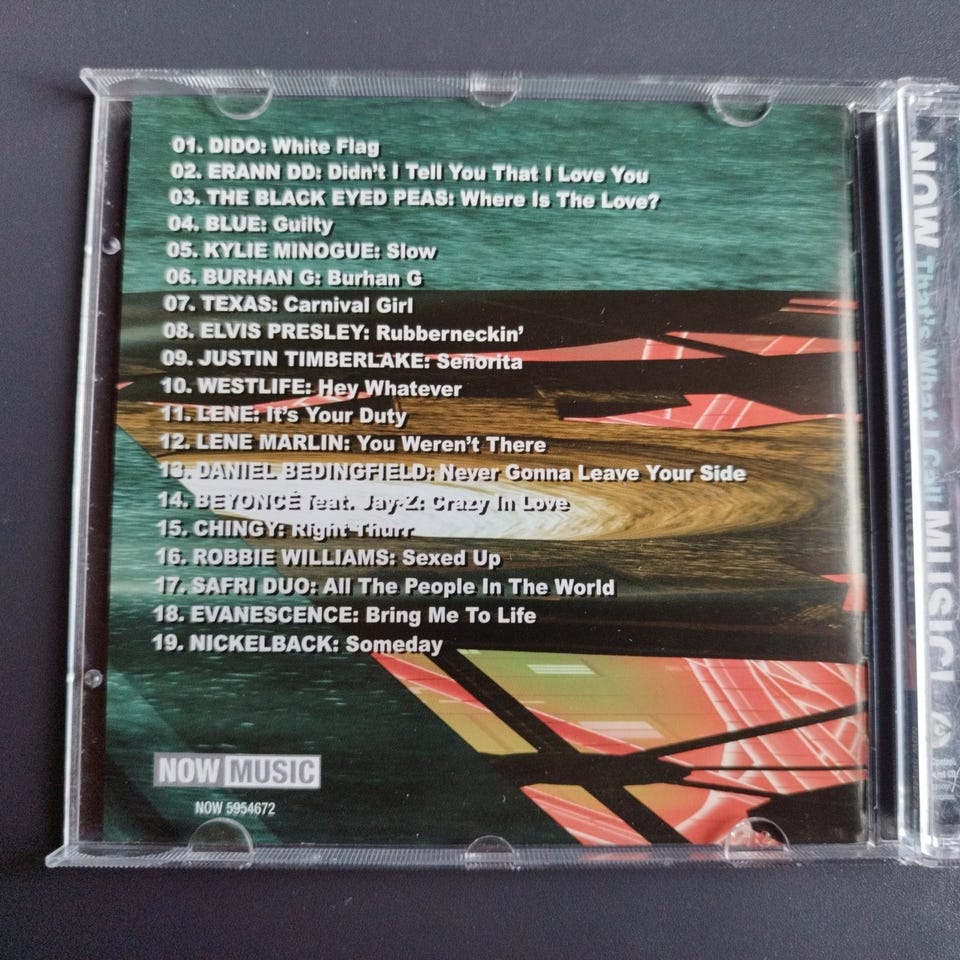 01. DIDO: White Flag
02. ERANN DD: Didn't I Tell You That I Love You
03. THE BLACK EYED PEAS: Where Is The Love?
04. BLUE: Guilty
05. KYLIE MINOGUE: Slow
06. BURHAN G: Burhan G
07. TEXAS: Carnival Girl
08. ELVIS PRESLEY: Rubberneckin'
09. JUSTIN TIMBERLAKE: Señorita
10. WESTLIFE: Hey Whatever
11. LENE: It's Your Duty
12. LENE MARLIN: You Weren't There
13. DANIEL BEDINGFIELD: Never Gonna Leave Your Side
14. BEYONCÉ feat. Jay-Z: Crazy In Love
15. CHINGY: Right Thurr
16. ROBBIE WILLIAMS: Sexed Up
17. SAFRI DUO: All The People In The World
18. EVANESCENCE: Bring Me To Life
19. NICKELBACK: Someday
NOW MUSIC
NOW 5954672
NOW That's What I Call MUSIC!